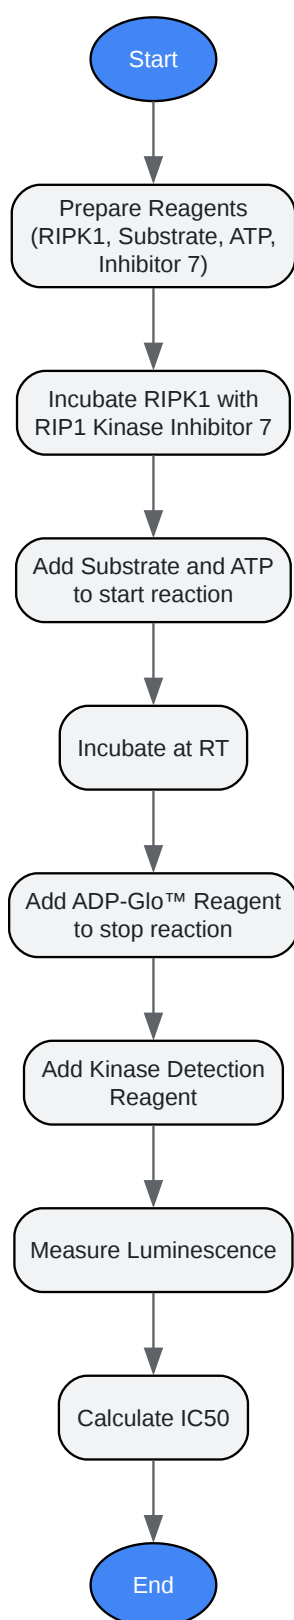 Start
Prepare Reagents
(RIPK1, Substrate, ATP,
Inhibitor 7)
Incubate RIPK1 with
RIP1 Kinase Inhibitor 7
Add Substrate and ATP
to start reaction
Incubate at RT
Add ADP-Glo™ Reagent
to stop reaction
Add Kinase Detection
Reagent
Measure Luminescence
Calculate IC50
End